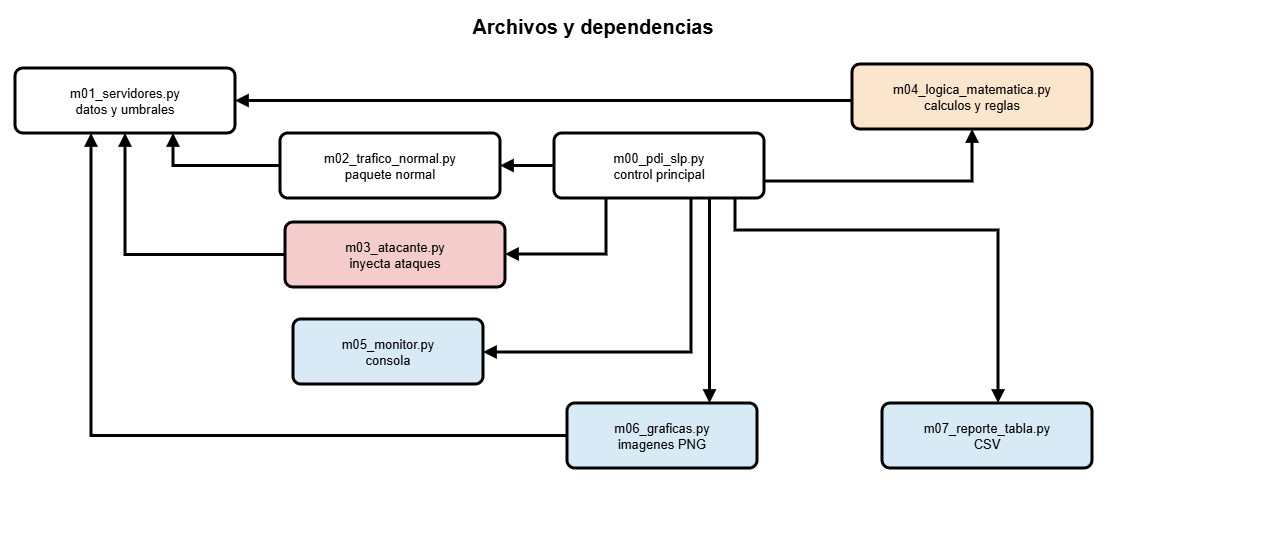 Archivos y dependencias
m01_servidores.py
datos y umbrales
m04_logica_matematica.py
calculos y reglas
m02_trafico_normal.py
paquete normal
m00_pdi_slp.py
control principal
m03_atacante.py
inyecta ataques
m05_monitor.py
consola
m06_graficas.py
imagenes PNG
m07_reporte_tabla.py
CSV